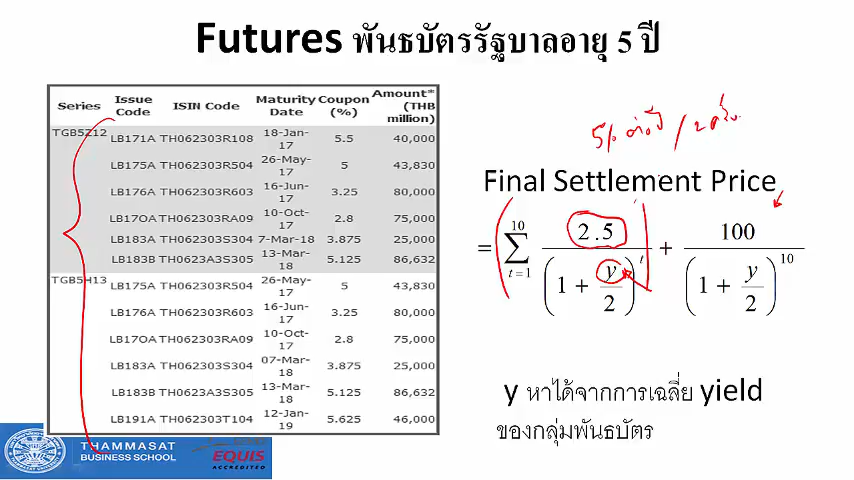 Futures พันธบัตรรัฐบาลอายุ 5 ปี
Series Issue Code ISIN Code Maturity Date Coupon (%) Amount* (THB million)
TGB5Z12 LB171A TH062303R108 18-Jan-17 5.5 40,000
LB175A TH062303R504 26-May-17 5 43,830
LB176A TH062303R603 16-Jun-17 3.25 80,000
LB17OA TH062303RA09 10-Oct-17 2.8 75,000
LB183A TH062303S304 7-Mar-18 3.875 25,000
LB183B TH0623A3S305 13-Mar-18 5.125 86,632
TGB5H13 LB175A TH062303R504 26-May-17 5 43,830
LB176A TH062303R603 16-Jun-17 3.25 80,000
LB17OA TH062303RA09 10-Oct-17 2.8 75,000
LB183A TH062303S304 07-Mar-18 3.875 25,000
LB183B TH0623A3S305 13-Mar-18 5.125 86,632
LB191A TH062303T104 12-Jan-19 5.625 46,000
5% ต่อปี / 2 ครั้ง
Final Settlement Price
= ∑ t=1 10 2.5 / (1 + y/2)^t + 100 / (1 + y/2)^10
y หาได้จากการเฉลี่ย yield
ของกลุ่มพันธบัตร
THAMMASAT
BUSINESS SCHOOL
EQUIS
ACCREDITED